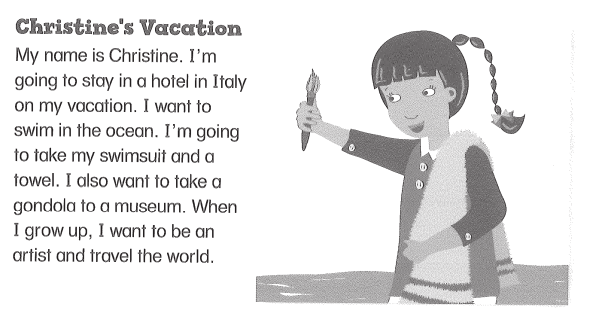 Christine's Vacation
My name is Christine. I'm
going to stay in a hotel in Italy
on my vacation. I want to
swim in the ocean. I'm going
to take my swimsuit and a
towel. I also want to take a
gondola to a museum. When
I grow up, I want to be an
artist and travel the world.